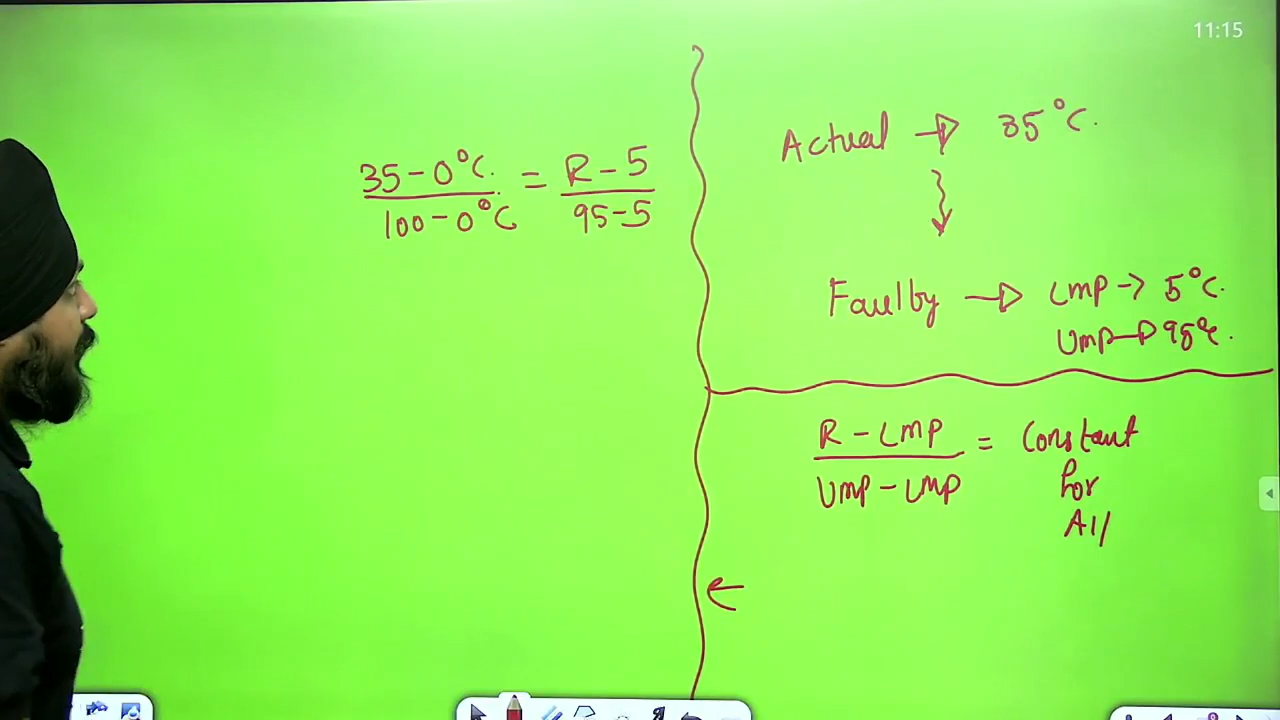 11:15
35-0°C. = R-5
100-0°C 95-5
Actual → 35°C.
Faulby → LMP → 5°C.
UMP → 95°C.
R - LMP = Constant
UMP - LMP for
All